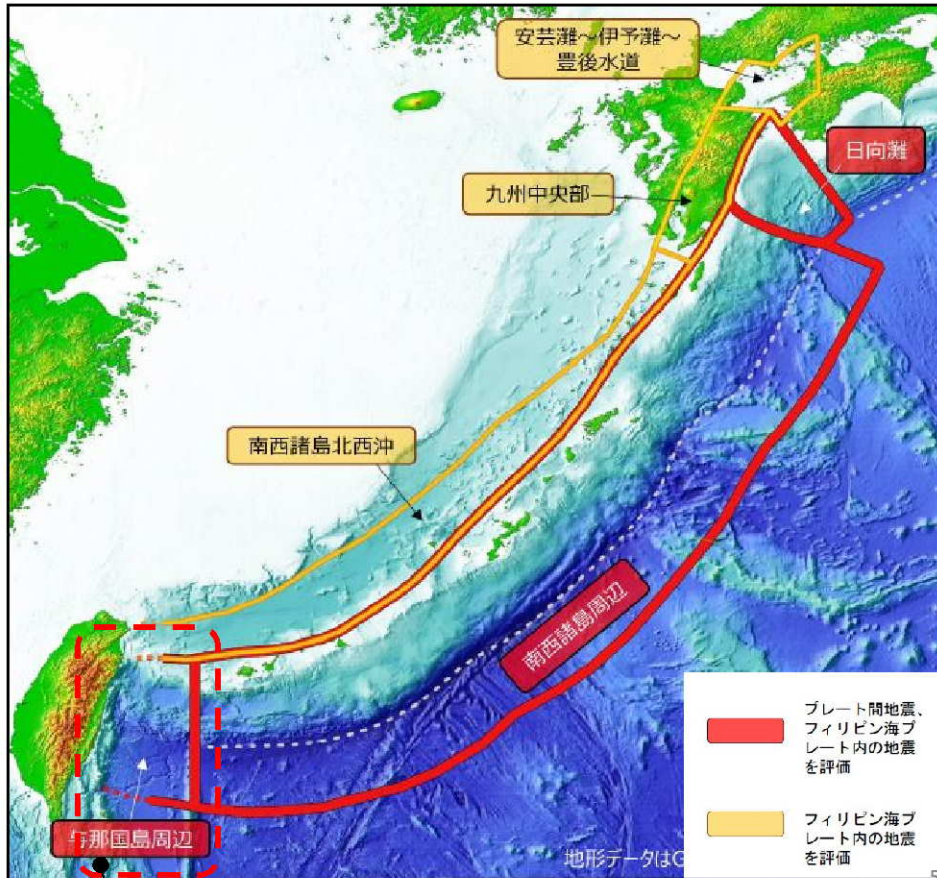 安芸灘～伊予灘～
豊後水道
日向灘
九州中央部
南西諸島北西沖
南西諸島周辺
与那国島周辺
プレート間地震、
フィリピン海プ
レート内の地震
を評価
フィリピン海プ
レート内の地震
を評価
地形データはG